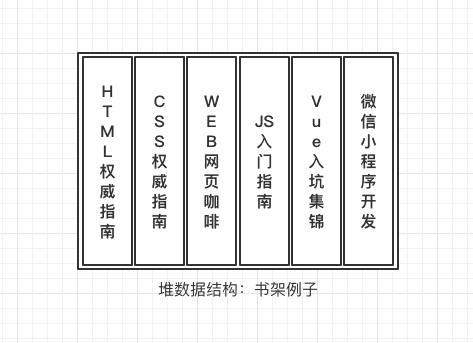 HTML权威指南
CSS权威指南
WEB网页咖啡
JS入门指南
Vue入坑集锦
微信小程序开发
堆数据结构：书架例子